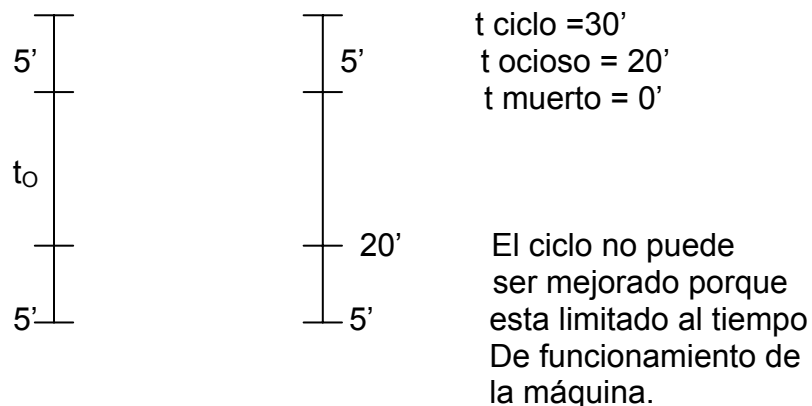 t ciclo =30’
5’ 5’ t ocioso = 20’
t muerto = 0’
tO
20’ El ciclo no puede
ser mejorado porque
5’ 5’ esta limitado al tiempo
De funcionamiento de
la máquina.